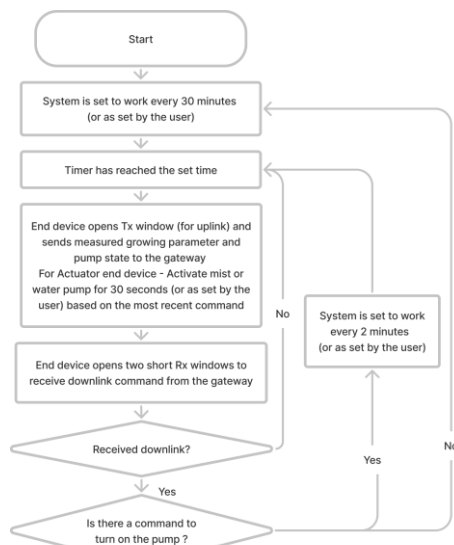 Start
System is set to work every 30 minutes
(or as set by the user)
Timer has reached the set time
End device opens Tx window (for uplink) and
sends measured growing parameter and
pump state to the gateway
For Actuator end device - Activate mist or
water pump for 30 seconds (or as set by the
user) based on the most recent command
No
System is set to work
every 2 minutes
(or as set by the user)
End device opens two short Rx windows to
receive downlink command from the gateway
Received downlink?
Yes
No
Yes
Is there a command to
turn on the pump ?